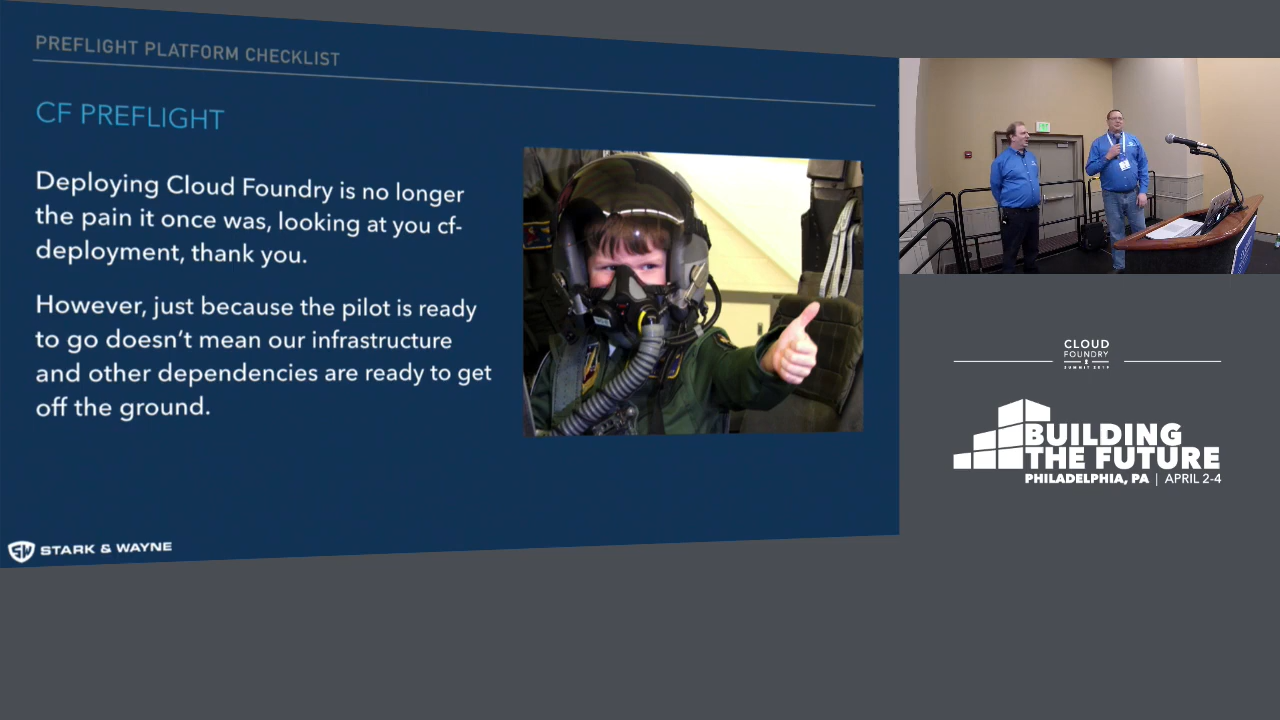 PREFLIGHT PLATFORM CHECKLIST
CF PREFLIGHT
Deploying Cloud Foundry is no longer
the pain it once was, looking at you cf-
deployment, thank you.
However, just because the pilot is ready
to go doesn't mean our infrastructure
and other dependencies are ready to get
off the ground.
SW STARK & WAYNE
CLOUD
FOUNDRY
SUMMIT 2019
BUILDING
THE FUTURE
PHILADELPHIA, PA | APRIL 2-4